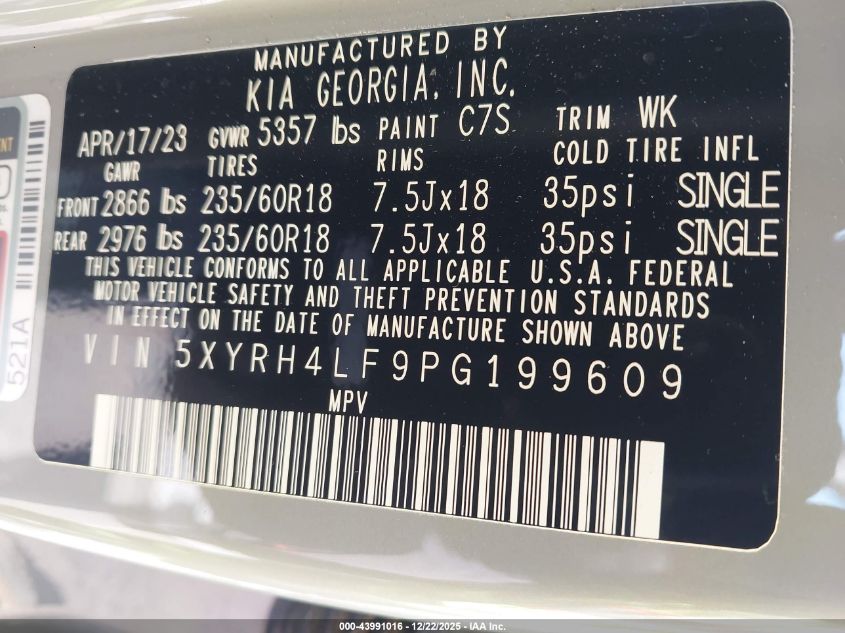 MANUFACTURED BY
KIA GEORGIA, INC.
APR/17/23 GVWR 5357 lbs PAINT C7S TRIM WK
GAWR TIRES RIMS COLD TIRE INFL
FRONT 2866 lbs 235/60R18 7.5Jx18 35psi SINGLE
REAR 2976 lbs 235/60R18 7.5Jx18 35psi SINGLE
THIS VEHICLE CONFORMS TO ALL APPLICABLE U.S.A. FEDERAL
MOTOR VEHICLE SAFETY AND THEFT PREVENTION STANDARDS
IN EFFECT ON THE DATE OF MANUFACTURE SHOWN ABOVE
VIN 5XYRH4LF9PG199609
MPV
521A
000-43991016 - 12/22/2025 - IAA Inc.